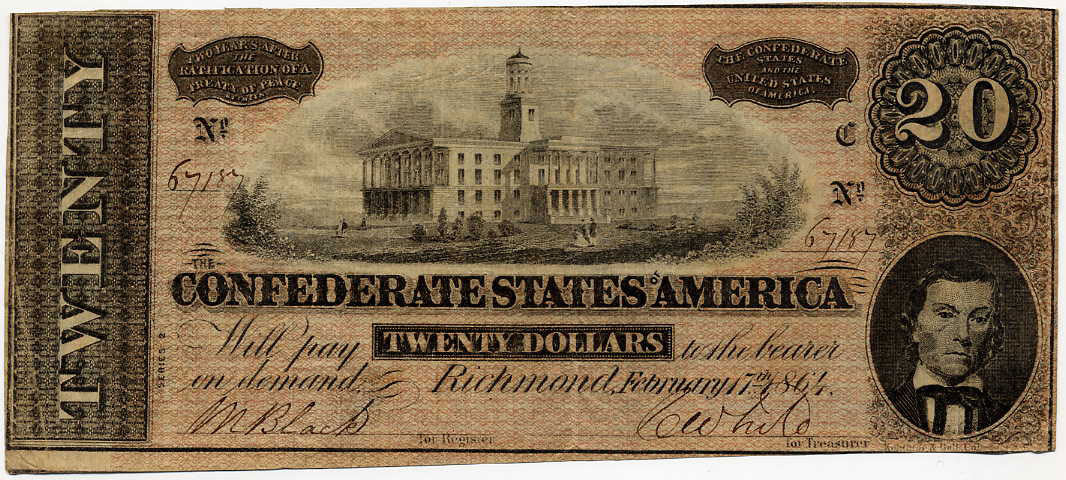 TWENTY
TWO YEARS AFTER
THE
RATIFICATION OF A
TREATY OF PEACE
THE CONFEDERATE
STATES
AND THE
UNITED STATES
OF AMERICA.
20
No.
67187
C
No.
67187
THE
CONFEDERATE STATES OF AMERICA
SERIES 2
Will pay TWENTY DOLLARS to the bearer
on demand. Richmond, February 17th 1864.
for Register
for Treasurer